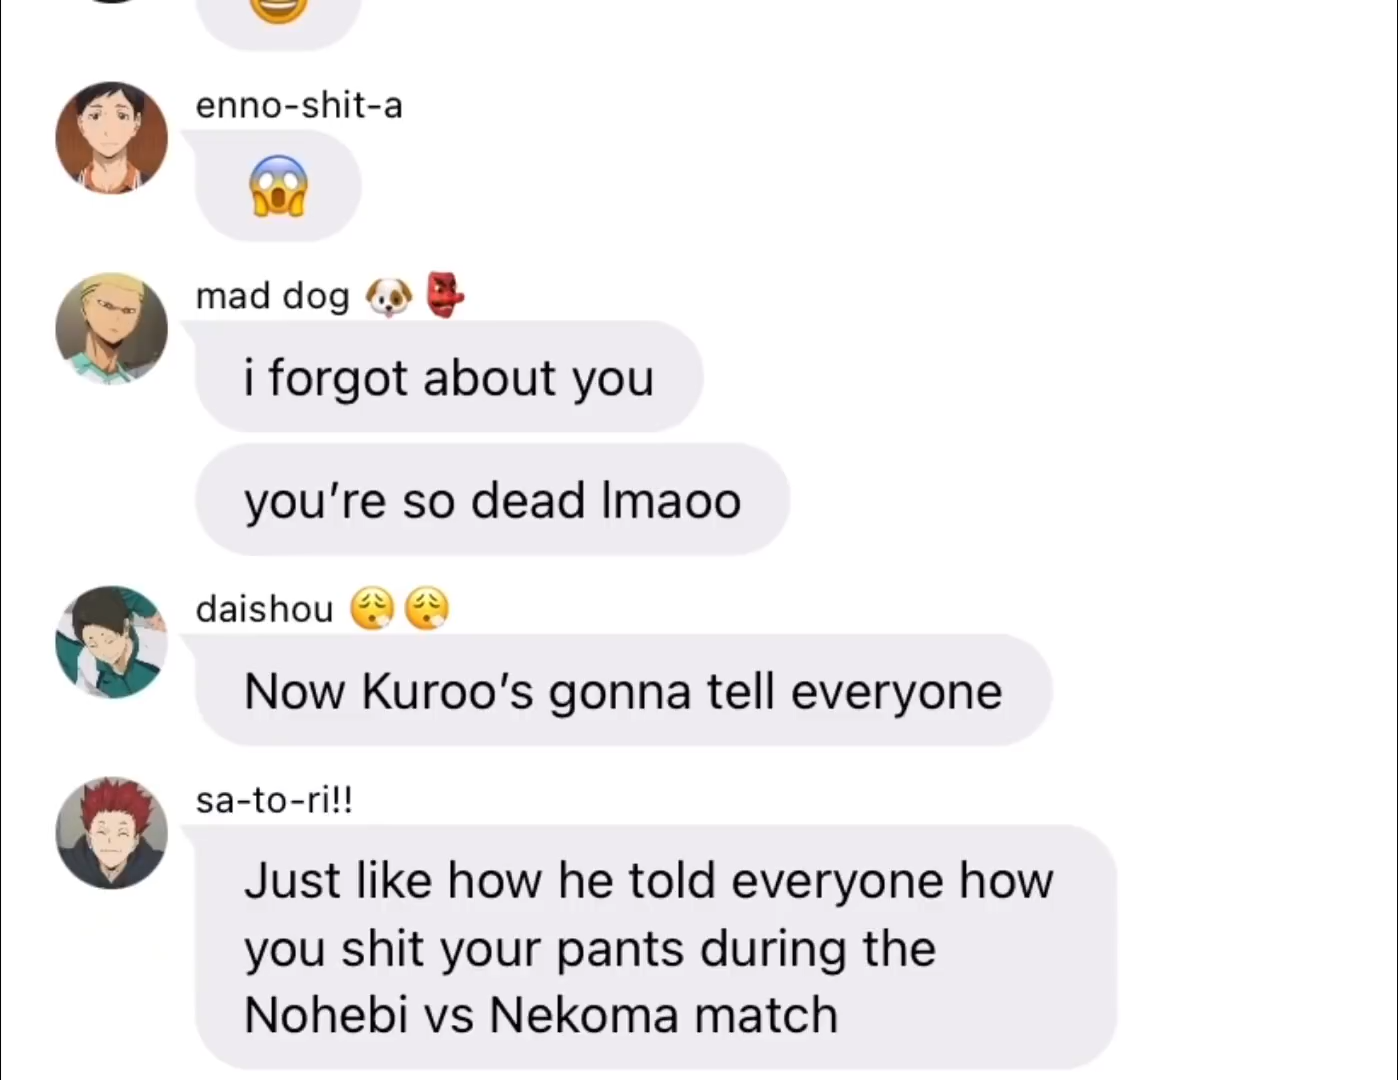 enno-shit-a
😱
mad dog 🐶 👺
i forgot about you
you're so dead lmaoo
daishou 😮‍💨 😮‍💨
Now Kuroo's gonna tell everyone
sa-to-ri!!
Just like how he told everyone how
you shit your pants during the
Nohebi vs Nekoma match